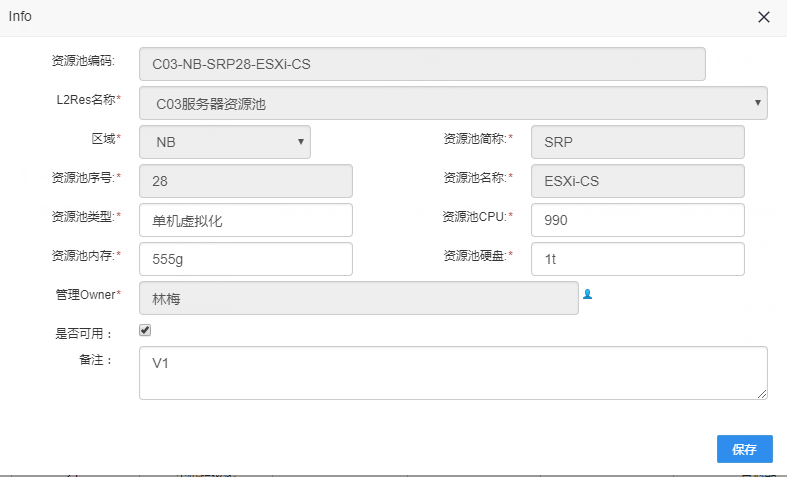 Info
资源池编码: C03-NB-SRP28-ESXi-CS
L2Res名称* C03服务器资源池
区域* NB 资源池简称:* SRP
资源池序号:* 28 资源池名称:* ESXi-CS
资源池类型:* 单机虚拟化 资源池CPU:* 990
资源池内存:* 555g 资源池硬盘:* 1t
管理Owner* 林梅
是否可用：
备注： V1
保存